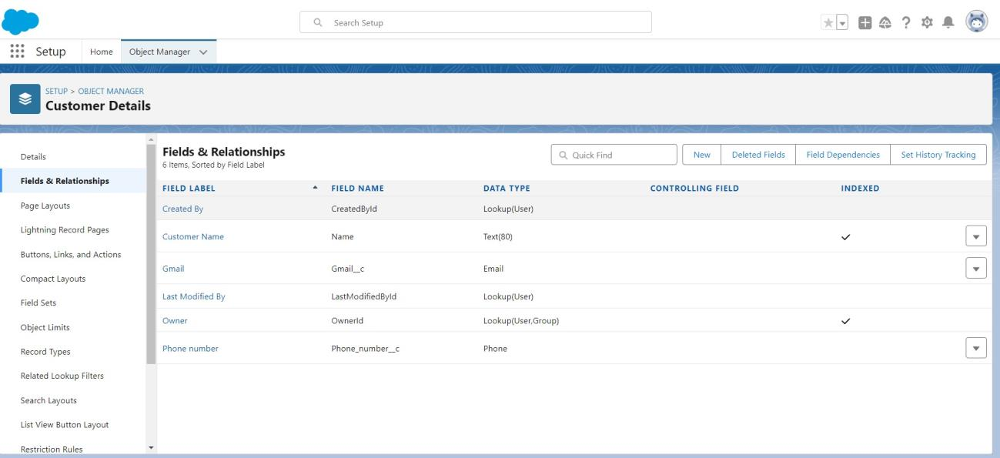 Search Setup
Setup Home Object Manager
SETUP > OBJECT MANAGER
Customer Details
Details
Fields & Relationships
Page Layouts
Lightning Record Pages
Buttons, Links, and Actions
Compact Layouts
Field Sets
Object Limits
Record Types
Related Lookup Filters
Search Layouts
List View Button Layout
Restriction Rules
Fields & Relationships
6 Items, Sorted by Field Label
Quick Find New Deleted Fields Field Dependencies Set History Tracking
FIELD LABEL FIELD NAME DATA TYPE CONTROLLING FIELD INDEXED
Created By CreatedById Lookup(User)
Customer Name Name Text(80)
Gmail Gmail__c Email
Last Modified By LastModifiedById Lookup(User)
Owner OwnerId Lookup(User,Group)
Phone number Phone_number__c Phone